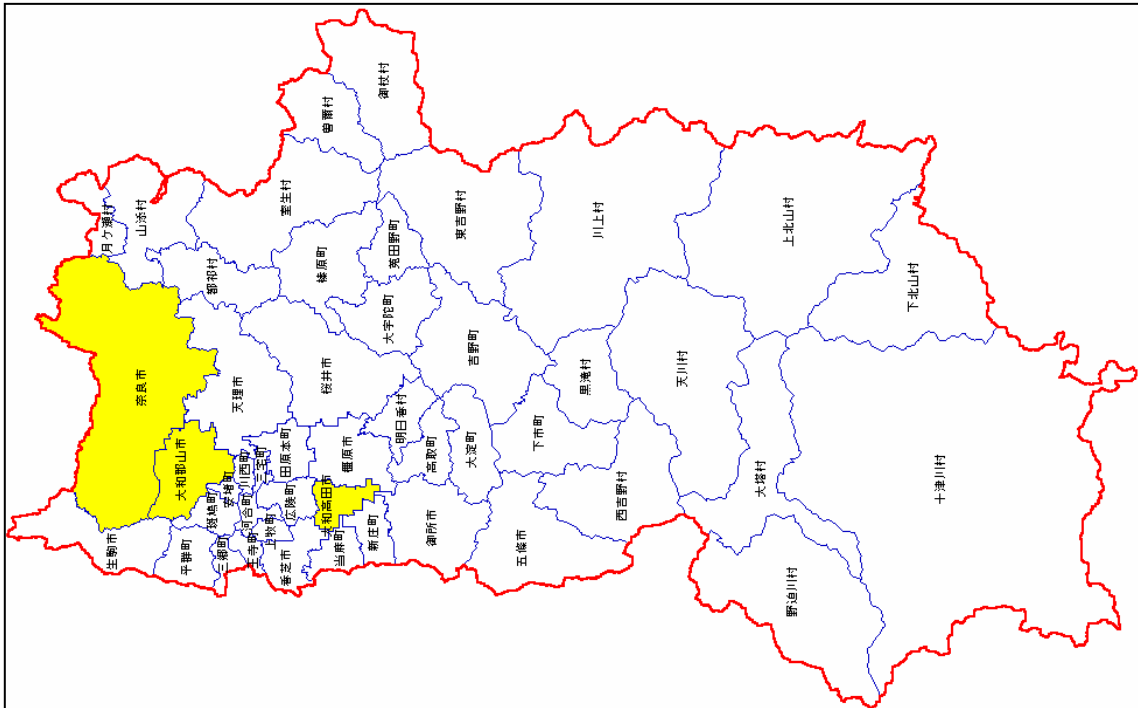 御杖村
曽爾村
月ケ瀬村
山添村
室生村
東吉野村
川上村
上北山村
都祁村
榛原町
菟田野町
下北山村
大宇陀町
吉野町
黒滝村
天川村
奈良市
天理市
桜井市
明日香村
高取町
大淀町
下市町
大塔村
十津川村
大和郡山市
安堵町
川西町
三宅町
田原本町
橿原市
西吉野村
斑鳩町
河合町
広陵町
大和高田市
生駒市
平群町
三郷町
王寺町
上牧町
香芝市
当麻町
新庄町
御所市
五條市
野迫川村